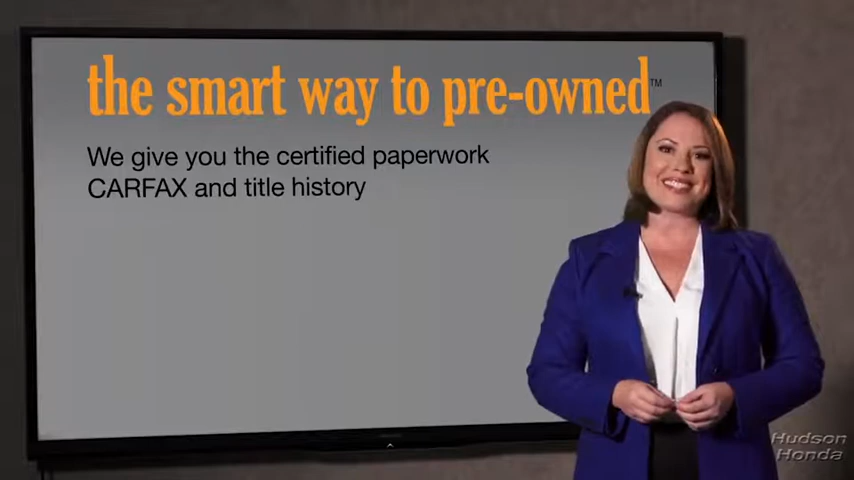 the smart way to pre-owned™
We give you the certified paperwork
CARFAX and title history
Hudson
Honda